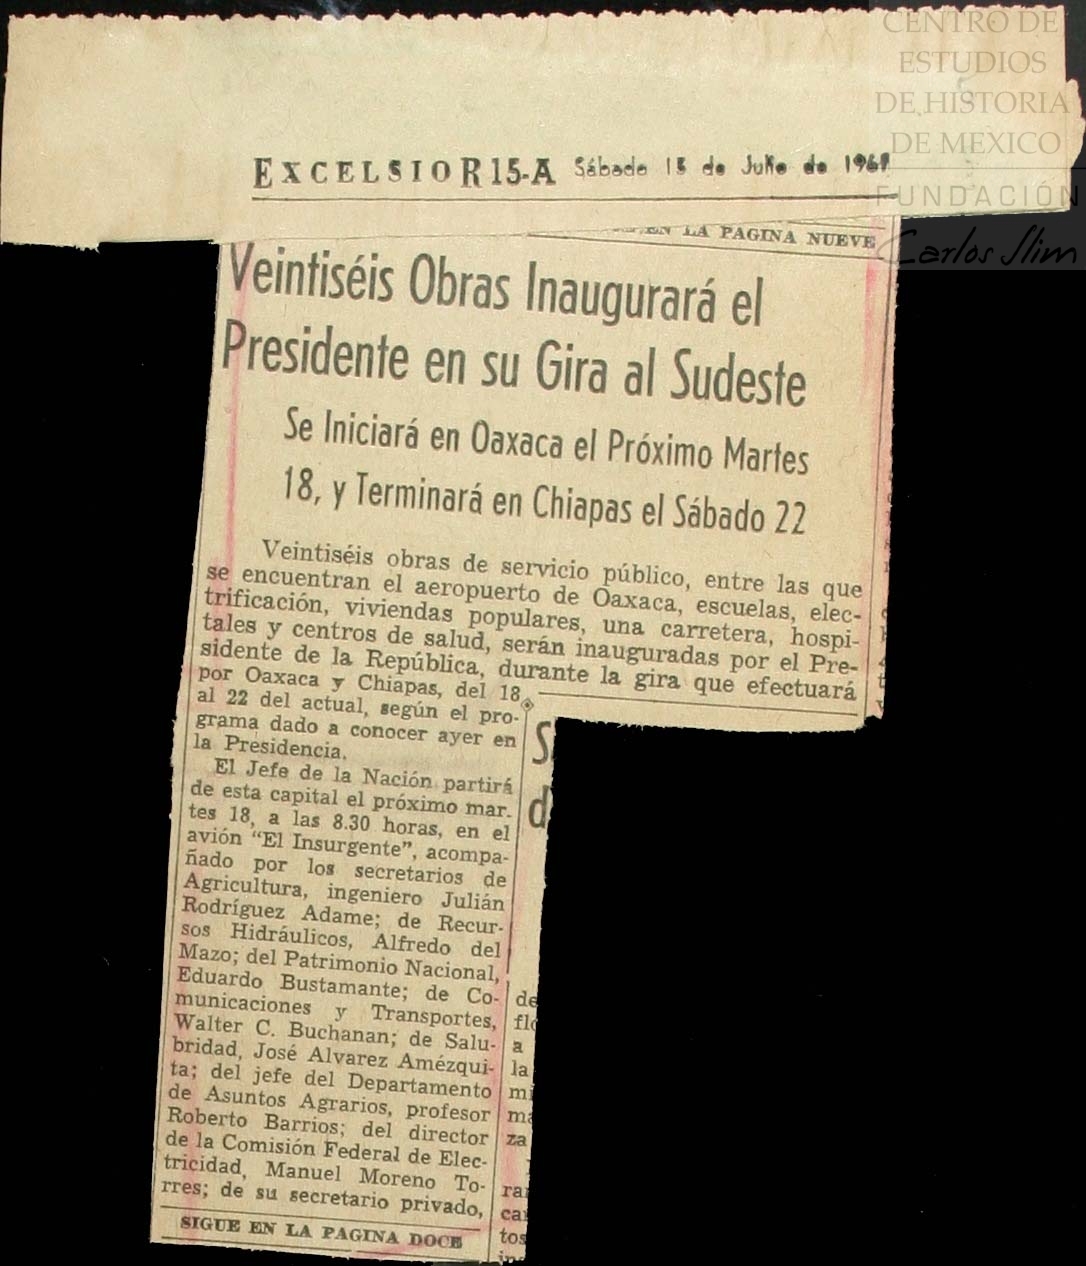 CENTRO DE
ESTUDIOS
DE HISTORIA
DE MEXICO
FUNDACIÓN
Carlos Slim
EXCELSIOR 15-A Sábado 15 de Julio de 1961
EN LA PAGINA NUEVE
Veintiséis Obras Inaugurará el
Presidente en su Gira al Sudeste
Se Iniciará en Oaxaca el Próximo Martes
18, y Terminará en Chiapas el Sábado 22
Veintiséis obras de servicio público, entre las que
se encuentran el aeropuerto de Oaxaca, escuelas, elec-
trificación, viviendas populares, una carretera, hospi-
tales y centros de salud, serán inauguradas por el Pre-
sidente de la República, durante la gira que efectuará
por Oaxaca y Chiapas, del 18
al 22 del actual, según el pro-
grama dado a conocer ayer en
la Presidencia.
El Jefe de la Nación partirá
de esta capital el próximo mar-
tes 18, a las 8.30 horas, en el
avión "El Insurgente", acompa-
ñado por los secretarios de
Agricultura, ingeniero Julián
Rodríguez Adame; de Recur-
sos Hidráulicos, Alfredo del
Mazo; del Patrimonio Nacional,
Eduardo Bustamante; de Co-
municaciones y Transportes,
Walter C. Buchanan; de Salu-
bridad, José Alvarez Amézqui-
ta; del jefe del Departamento
de Asuntos Agrarios, profesor
Roberto Barrios; del director
de la Comisión Federal de Elec-
tricidad, Manuel Moreno To-
rres; de su secretario privado,
SIGUE EN LA PAGINA DOCE
de
a
la
za
tos